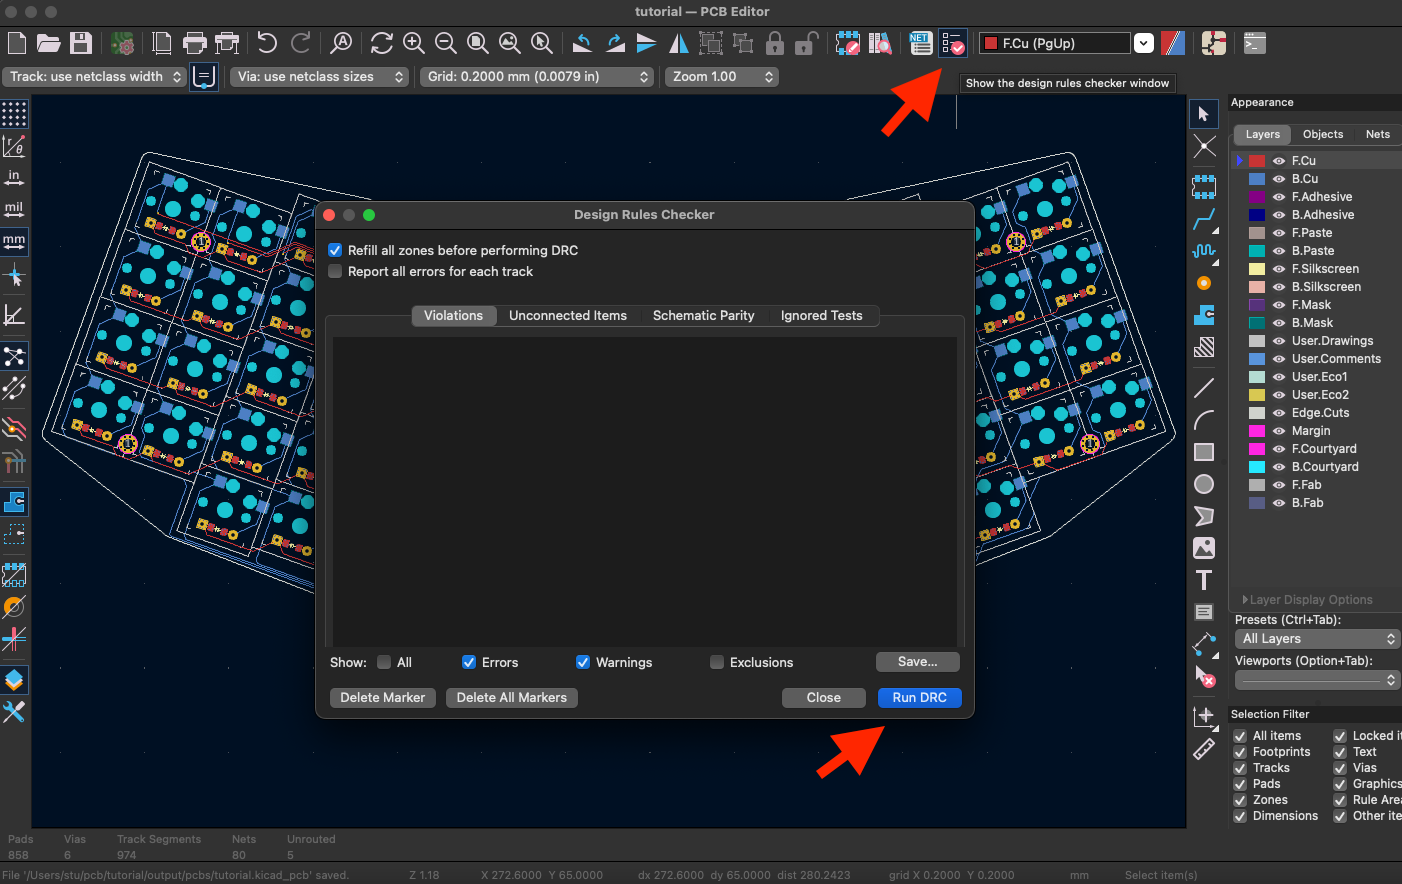 tutorial — PCB Editor
NET
F.Cu (PgUp)
Track: use netclass width
Via: use netclass sizes
Grid: 0.2000 mm (0.0079 in)
Zoom 1.00
Show the design rules checker window
r
θ
in
mil
mm
1
1
1
1
Design Rules Checker
Refill all zones before performing DRC
Report all errors for each track
Violations
Unconnected Items
Schematic Parity
Ignored Tests
Show:
All
Errors
Warnings
Exclusions
Save...
Delete Marker
Delete All Markers
Close
Run DRC
T
Appearance
Layers
Objects
Nets
F.Cu
B.Cu
F.Adhesive
B.Adhesive
F.Paste
B.Paste
F.Silkscreen
B.Silkscreen
F.Mask
B.Mask
User.Drawings
User.Comments
User.Eco1
User.Eco2
Edge.Cuts
Margin
F.Courtyard
B.Courtyard
F.Fab
B.Fab
Layer Display Options
Presets (Ctrl+Tab):
All Layers
Viewports (Option+Tab):
Selection Filter
All items
Locked it
Footprints
Text
Tracks
Vias
Pads
Graphics
Zones
Rule Area
Dimensions
Other ite
Pads Vias Track Segments Nets Unrouted
858 6 974 80 5
File '/Users/stu/pcb/tutorial/output/pcbs/tutorial.kicad_pcb' saved. Z 1.18 X 272.6000 Y 65.0000 dx 272.6000 dy 65.0000 dist 280.2423 grid X 0.2000 Y 0.2000 mm Select item(s)